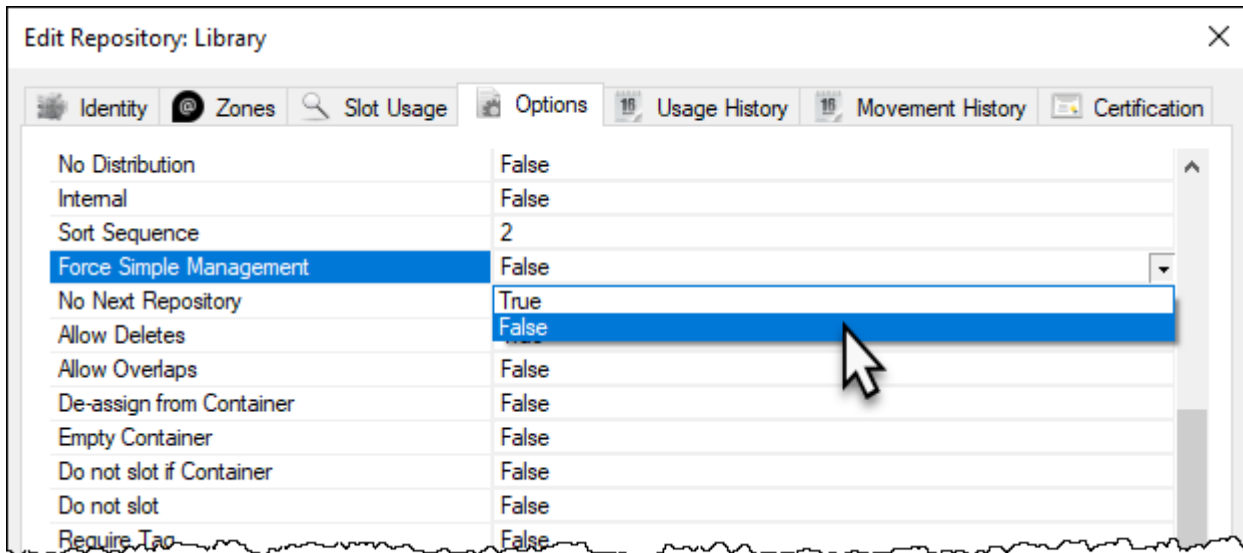 Edit Repository: Library
Identity Zones Slot Usage Options 16 Usage History 16 Movement History Certification
No Distribution False
Internal False
Sort Sequence 2
Force Simple Management False
No Next Repository True
Allow Deletes False
Allow Overlaps False
De-assign from Container False
Empty Container False
Do not slot if Container False
Do not slot False
Require Tag False